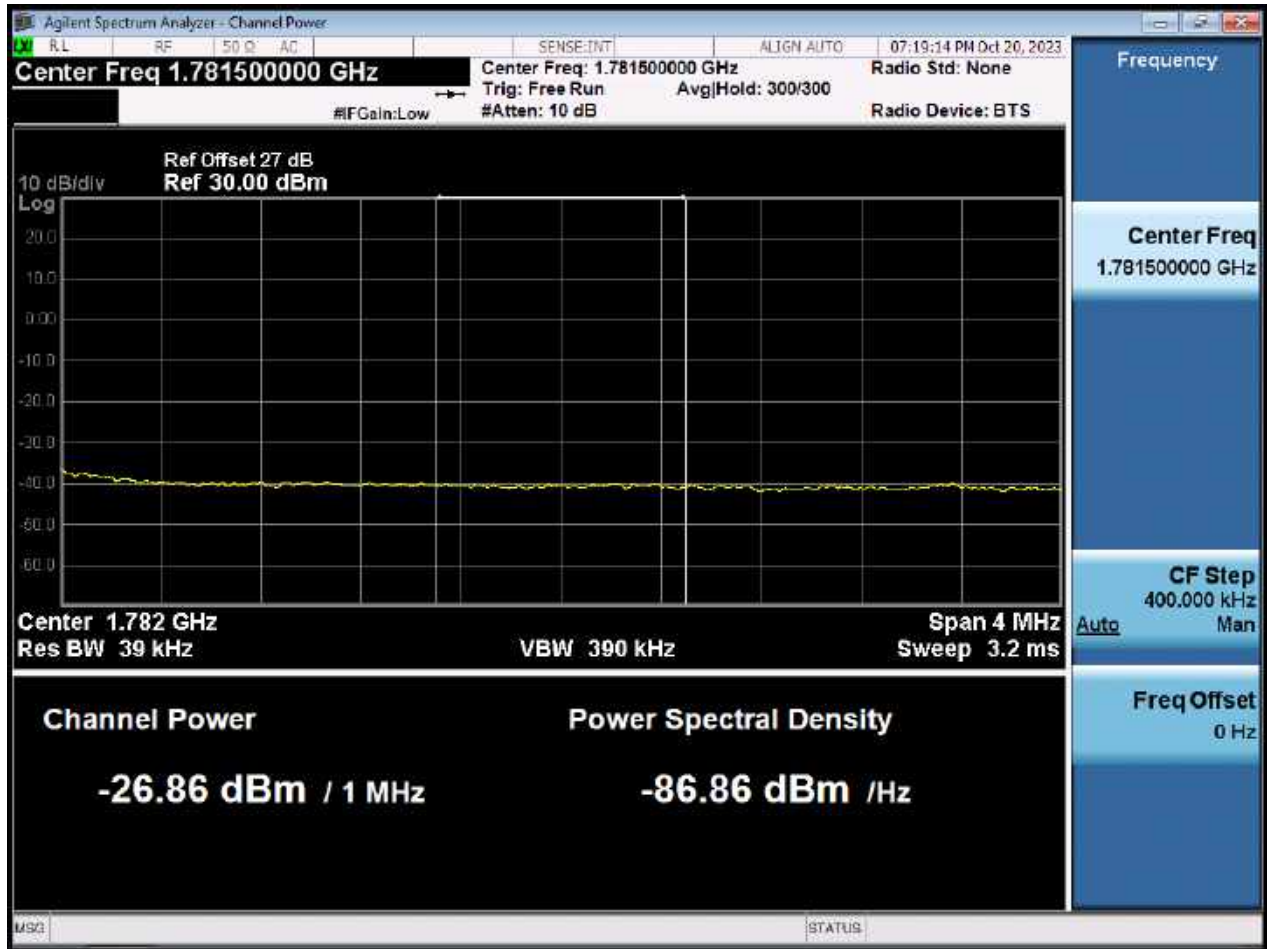 Agilent Spectrum Analyzer - Channel Power
LXI RL RF 50 Ω AC SENSE:INT ALIGN AUTO 07:19:14 PM Oct 20, 2023
Center Freq 1.781500000 GHz
Center Freq: 1.781500000 GHz
Radio Std: None
Trig: Free Run Avg|Hold: 300/300
#IFGain:Low
#Atten: 10 dB
Radio Device: BTS
Ref Offset 27 dB
10 dB/div Ref 30.00 dBm
Log
20.0
10.0
0.00
-10.0
-20.0
-30.0
-40.0
-50.0
-60.0
Center 1.782 GHz
Span 4 MHz
Res BW 39 kHz
VBW 390 kHz
Sweep 3.2 ms
Channel Power
Power Spectral Density
-26.86 dBm / 1 MHz
-86.86 dBm /Hz
Frequency
Center Freq
1.781500000 GHz
CF Step
400.000 kHz
Auto Man
Freq Offset
0 Hz
MSG
STATUS